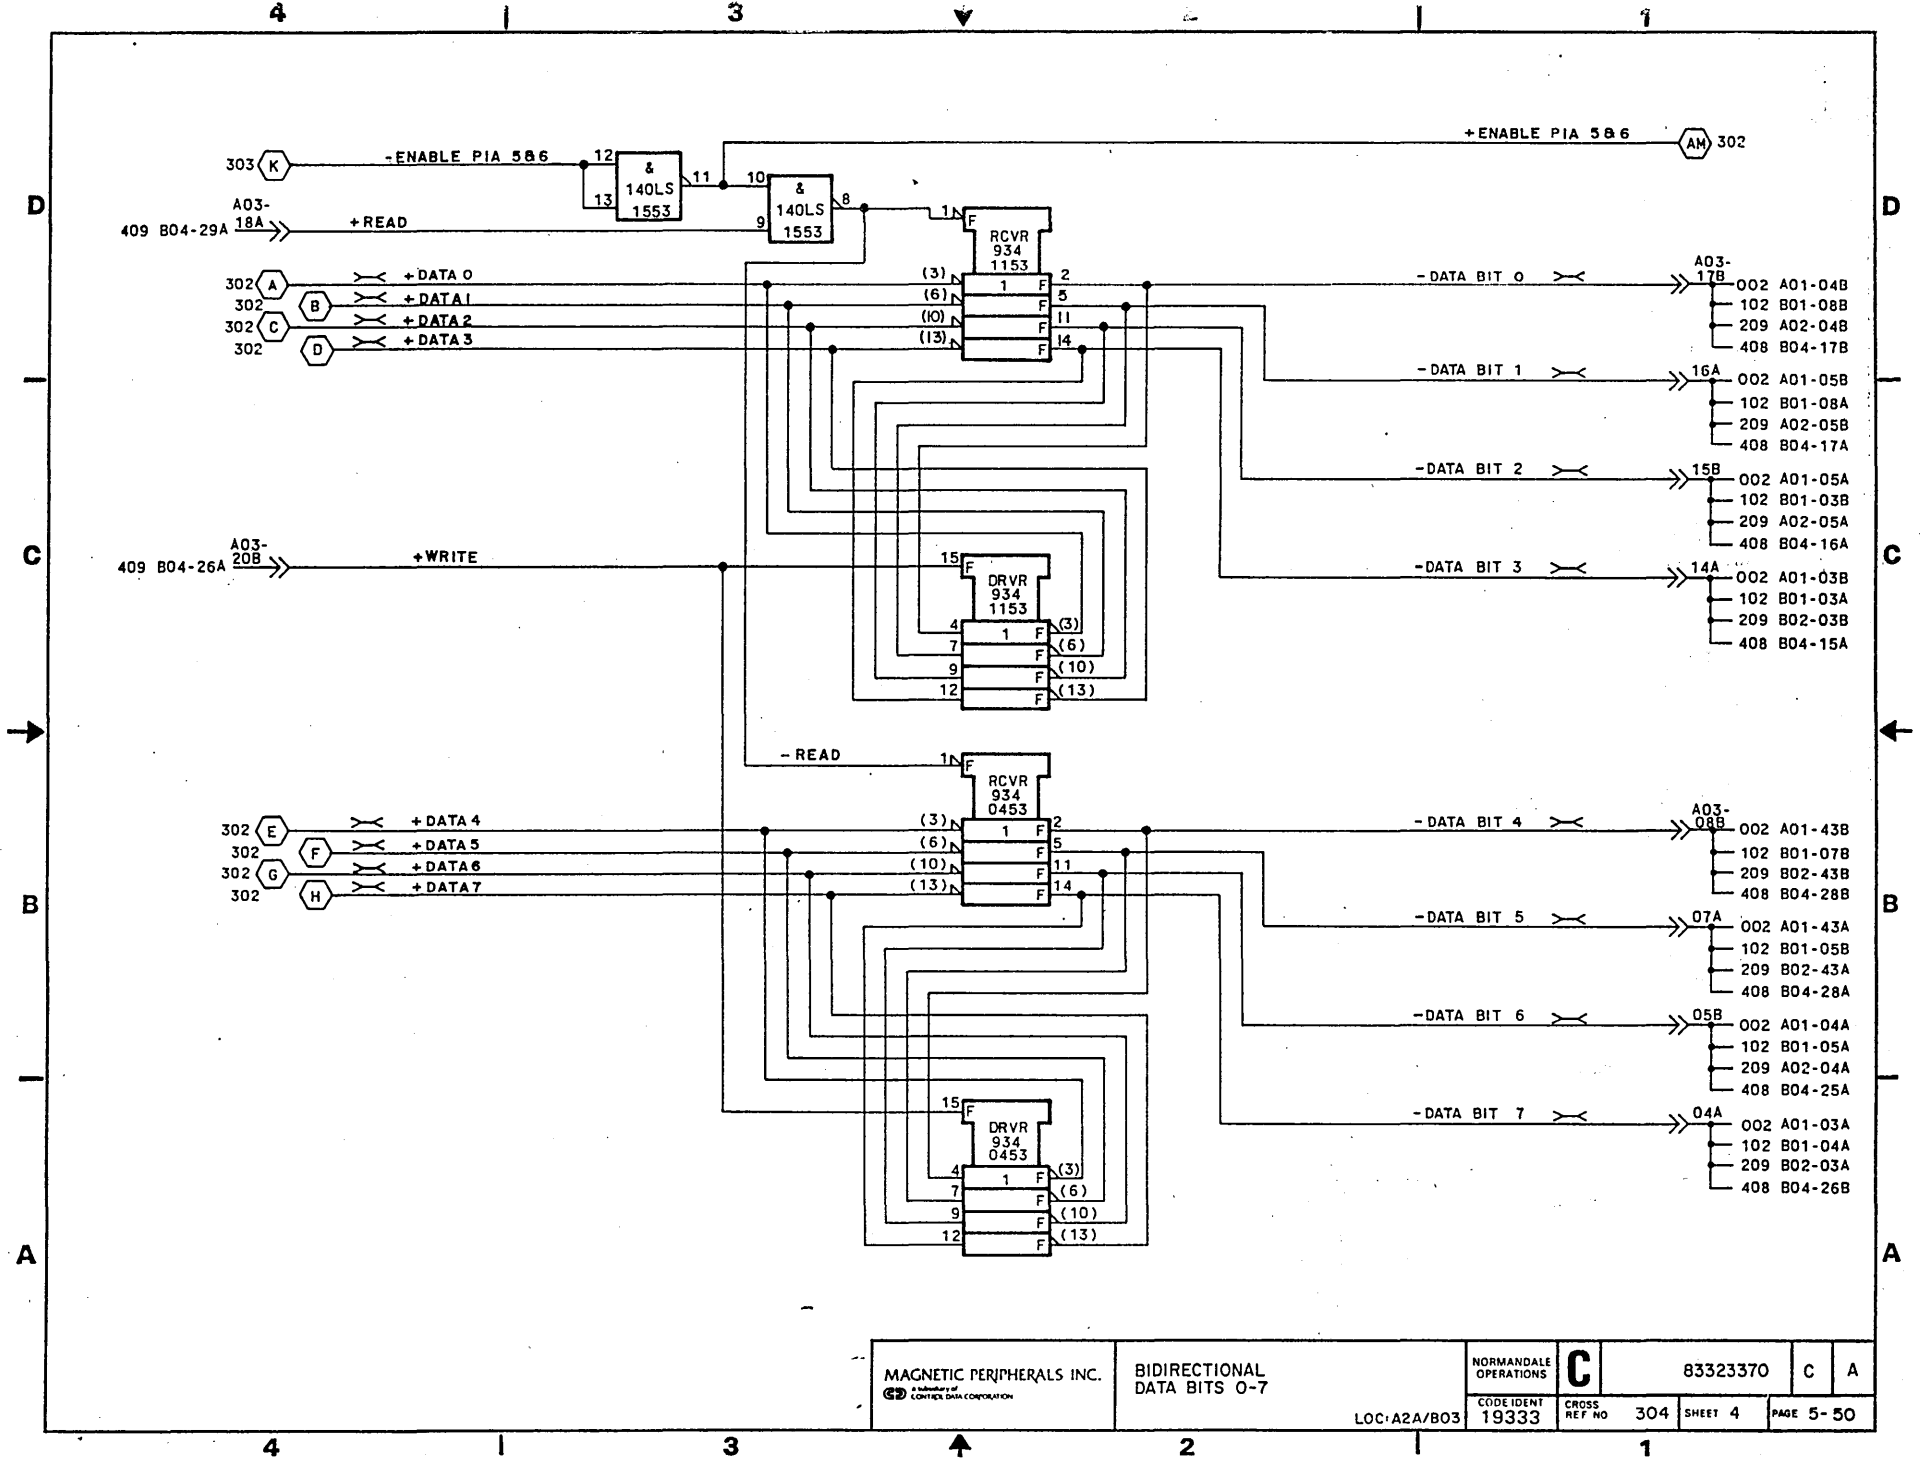 4 3 2 1
+ENABLE PIA 5&6 AM 302
303 K -ENABLE PIA 5&6 12 13 & 140LS 1553 11
10 9 & 140LS 1553 8
A03-
409 B04-29A 18A +READ
1 F RCVR 934 1153
302 A +DATA 0 (3) 1 F 2
302 B +DATA 1 (6) F 5
302 C +DATA 2 (10) F 11
302 D +DATA 3 (13) F 14
D D
-DATA BIT 0 A03-
17B 002 A01-04B
102 B01-08B
209 A02-04B
408 B04-17B
-DATA BIT 1 16A 002 A01-05B
102 B01-08A
209 A02-05B
408 B04-17A
-DATA BIT 2 15B 002 A01-05A
102 B01-03B
209 A02-05A
408 B04-16A
-DATA BIT 3 14A 002 A01-03B
102 B01-03A
209 B02-03B
408 B04-15A
C C
A03-
409 B04-26A 20B +WRITE
15 F DRVR 934 1153
4 1 F (3)
7 F (6)
9 F (10)
12 F (13)
-READ 1 F RCVR 934 0453
302 E +DATA 4 (3) 1 F 2
302 F +DATA 5 (6) F 5
302 G +DATA 6 (10) F 11
302 H +DATA 7 (13) F 14
-DATA BIT 4 A03-
08B 002 A01-43B
102 B01-07B
209 B02-43B
408 B04-28B
-DATA BIT 5 07A 002 A01-43A
102 B01-05B
209 B02-43A
408 B04-28A
-DATA BIT 6 05B 002 A01-04A
102 B01-05A
209 A02-04A
408 B04-25A
-DATA BIT 7 04A 002 A01-03A
102 B01-04A
209 B02-03A
408 B04-26B
B B
15 F DRVR 934 0453
4 1 F (3)
7 F (6)
9 F (10)
12 F (13)
A A
MAGNETIC PERIPHERALS INC.
a subsidiary of
CONTROL DATA CORPORATION
BIDIRECTIONAL
DATA BITS 0-7
LOC:A2A/B03
NORMANDALE
OPERATIONS
C 83323370 C A
CODE IDENT
19333
CROSS
REF NO 304 SHEET 4 PAGE 5-50
4 3 2 1